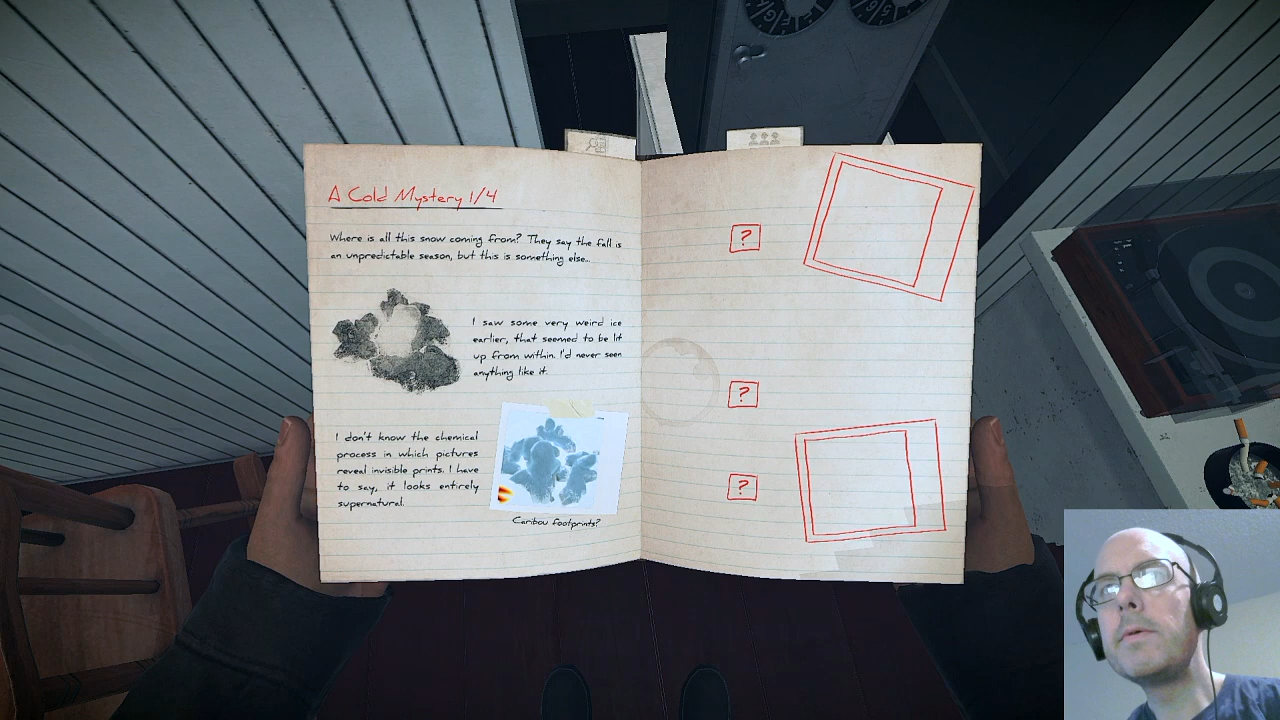 A Cold Mystery 1/4
Where is all this snow coming from? They say the fall is
an unpredictable season, but this is something else..
I saw some very weird ice
earlier, that seemed to be lit
up from within. I'd never seen
anything like it.
I don't know the chemical
process in which pictures
reveal invisible prints. I have
to say, it looks entirely
supernatural.
Caribou footprints?
?
?
?